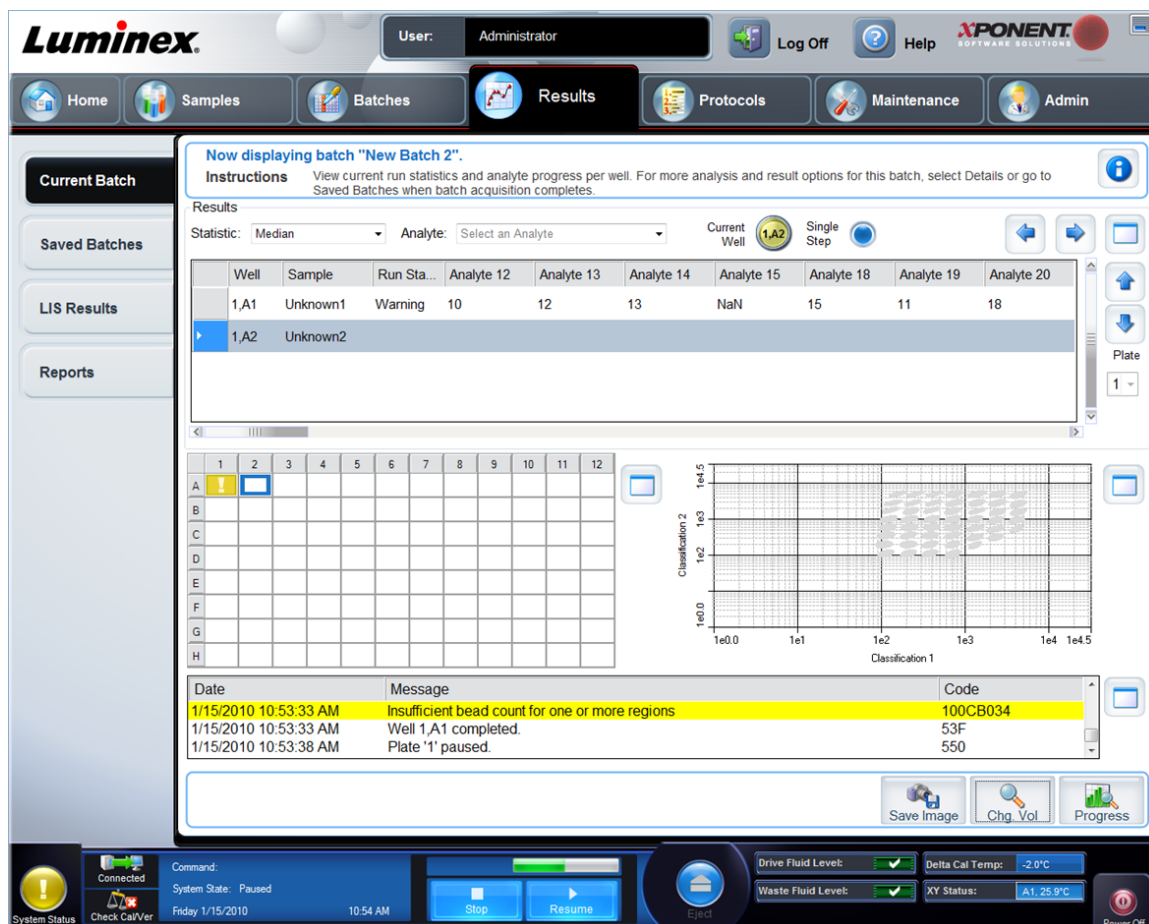 Luminex.
User: Administrator
Log Off
Help
XPONENT.
SOFTWARE SOLUTIONS
Home
Samples
Batches
Results
Protocols
Maintenance
Admin
Current Batch
Saved Batches
LIS Results
Reports
Now displaying batch "New Batch 2".
Instructions View current run statistics and analyte progress per well. For more analysis and result options for this batch, select Details or go to
Saved Batches when batch acquisition completes.
Results
Statistic: Median Analyte: Select an Analyte Current Well 1,A2 Single Step
Well Sample Run Sta... Analyte 12 Analyte 13 Analyte 14 Analyte 15 Analyte 18 Analyte 19 Analyte 20
1,A1 Unknown1 Warning 10 12 13 NaN 15 11 18
1,A2 Unknown2
Plate
1
1 2 3 4 5 6 7 8 9 10 11 12
A
B
C
D
E
F
G
H
Classification 2
1e4.5
1e3
1e2
1e0.0
1e0.0 1e1 1e2 1e3 1e4 1e4.5
Classification 1
Date Message Code
1/15/2010 10:53:33 AM Insufficient bead count for one or more regions 100CB034
1/15/2010 10:53:33 AM Well 1,A1 completed. 53F
1/15/2010 10:53:38 AM Plate '1' paused. 550
Save Image
Chg. Vol
Progress
System Status
Connected
Check Cal/Ver
Command:
System State: Paused
Friday 1/15/2010 10:54 AM
Stop
Resume
Eject
Drive Fluid Level:
Waste Fluid Level:
Delta Cal Temp: -2.0°C
XY Status: A1, 25.9°C
Power Off